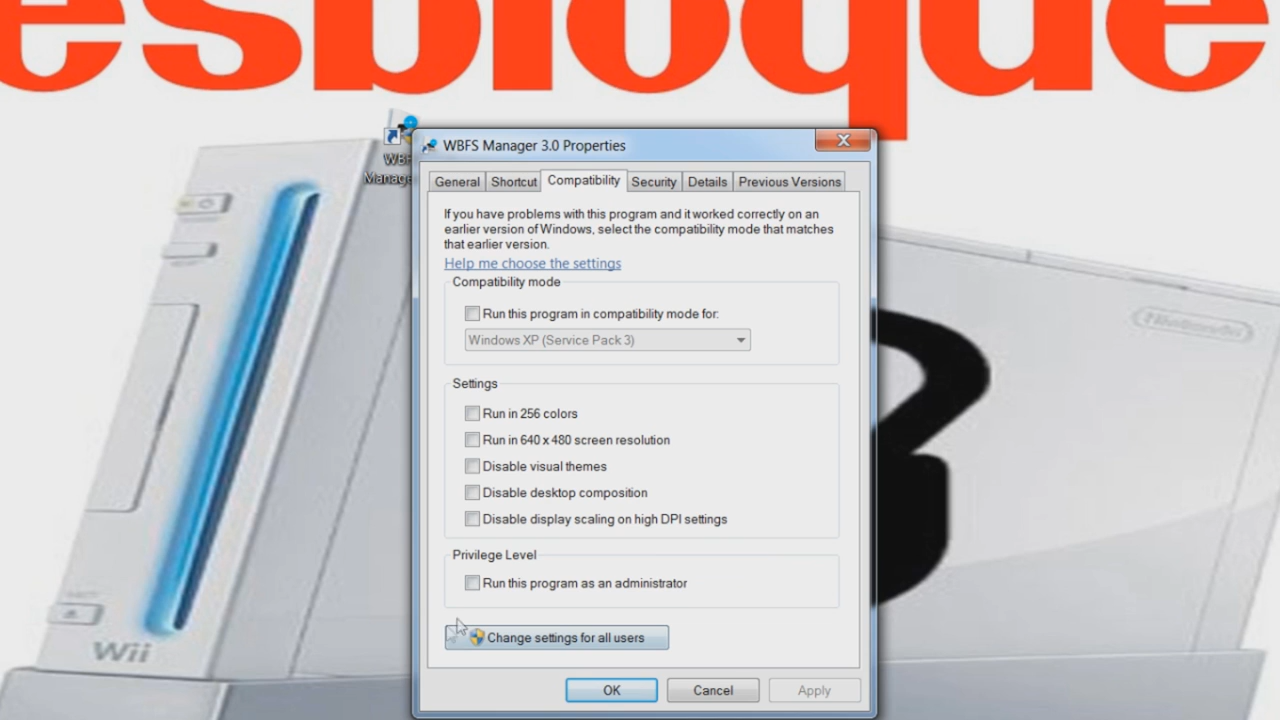 esbloque
WBFS Manager 3.0 Properties
General Shortcut Compatibility Security Details Previous Versions
If you have problems with this program and it worked correctly on an
earlier version of Windows, select the compatibility mode that matches
that earlier version.
Help me choose the settings
Compatibility mode
Run this program in compatibility mode for:
Windows XP (Service Pack 3)
Settings
Run in 256 colors
Run in 640 x 480 screen resolution
Disable visual themes
Disable desktop composition
Disable display scaling on high DPI settings
Privilege Level
Run this program as an administrator
Change settings for all users
OK Cancel Apply
Wii
Nintendo